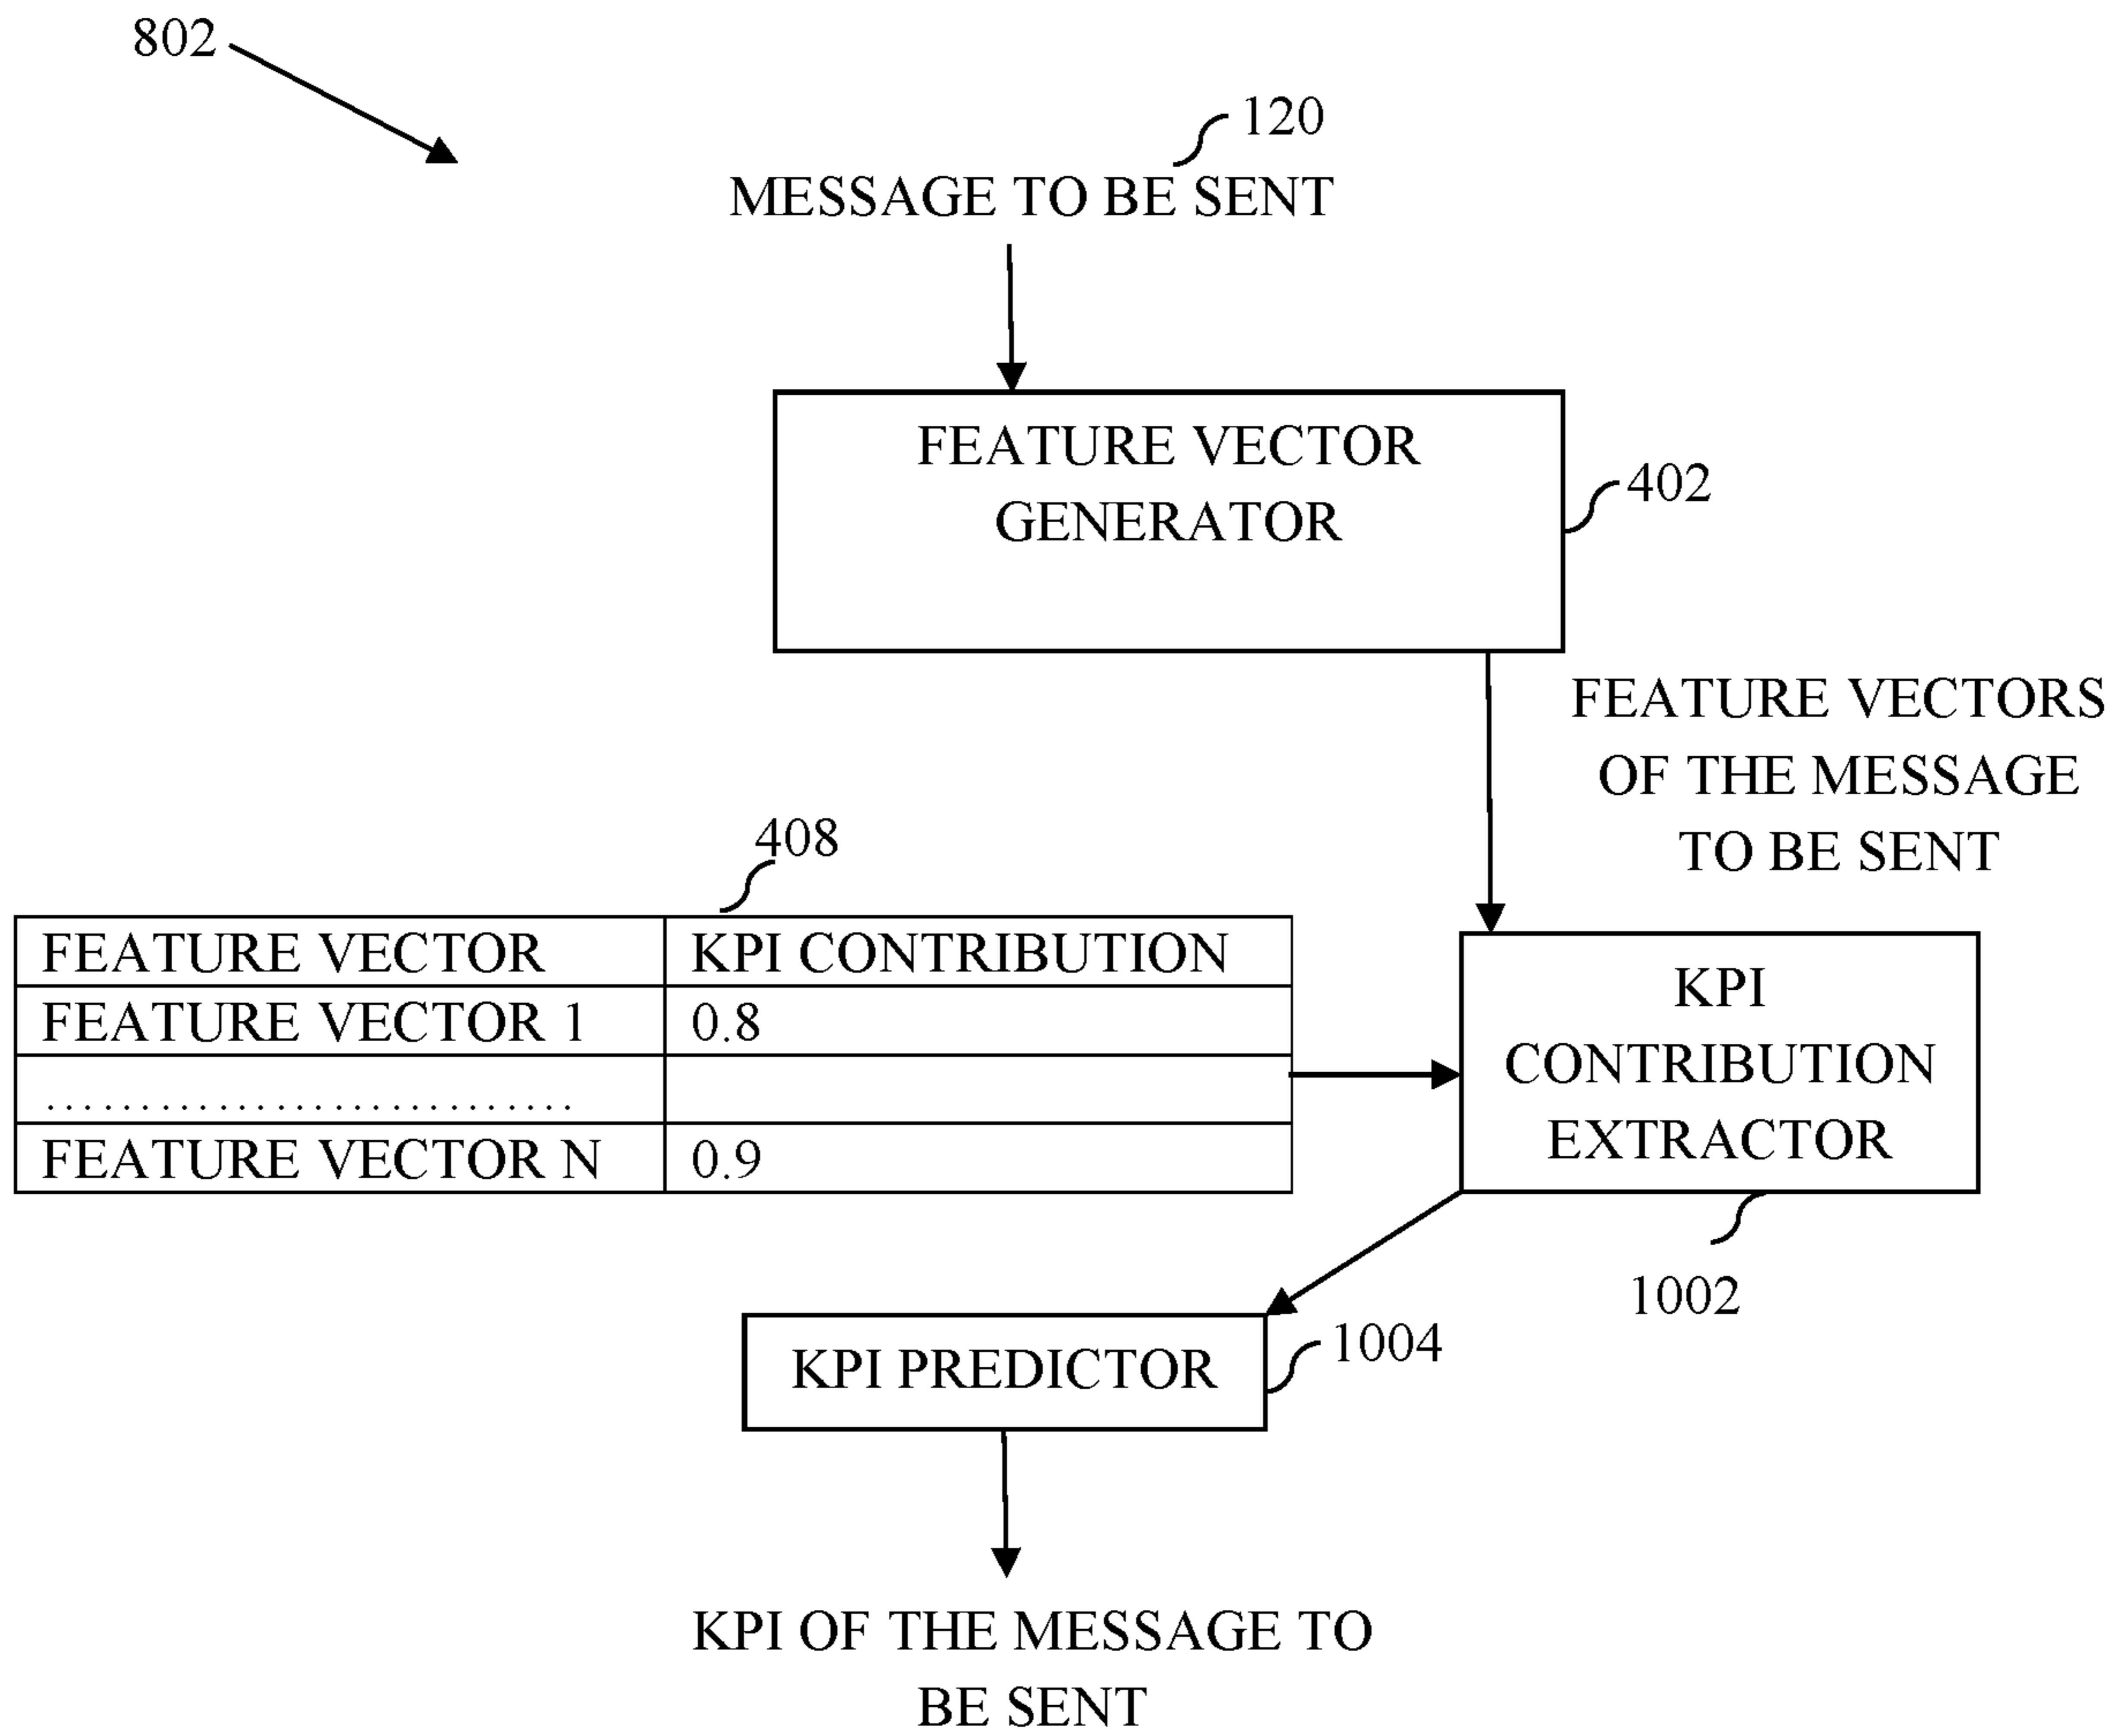 802
120
MESSAGE TO BE SENT
FEATURE VECTOR
GENERATOR
402
FEATURE VECTORS
OF THE MESSAGE
TO BE SENT
408
FEATURE VECTOR KPI CONTRIBUTION
FEATURE VECTOR 1 0.8
............................
FEATURE VECTOR N 0.9
KPI
CONTRIBUTION
EXTRACTOR
1002
KPI PREDICTOR
1004
KPI OF THE MESSAGE TO
BE SENT